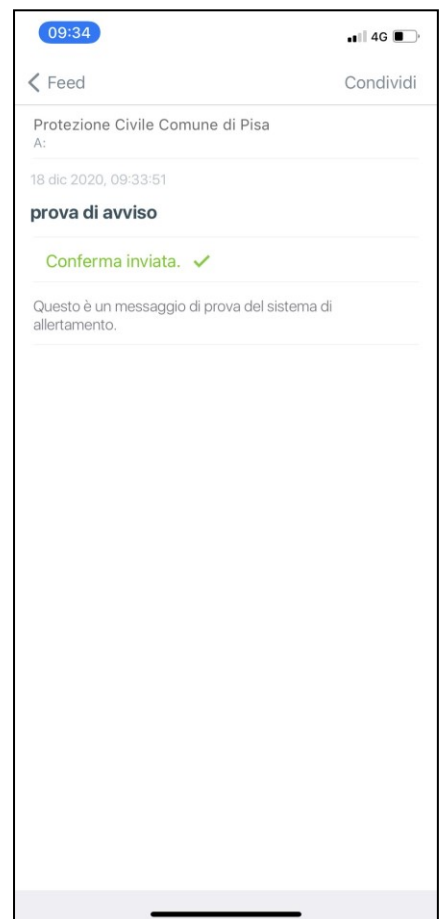 09:34
4G
Feed
Condividi
Protezione Civile Comune di Pisa
A:
18 dic 2020, 09:33:51
prova di avviso
Conferma inviata.
Questo è un messaggio di prova del sistema di
allertamento.